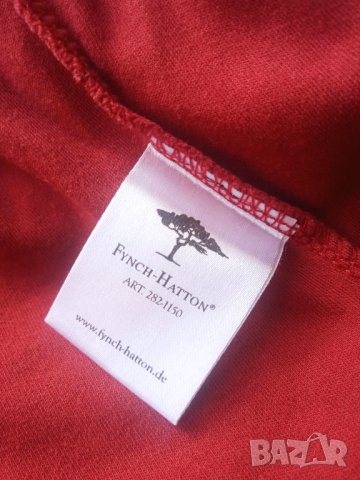 FYNCH-HATTON®
ART. 282-1150
www.fynch-hatton.de
BAZAR